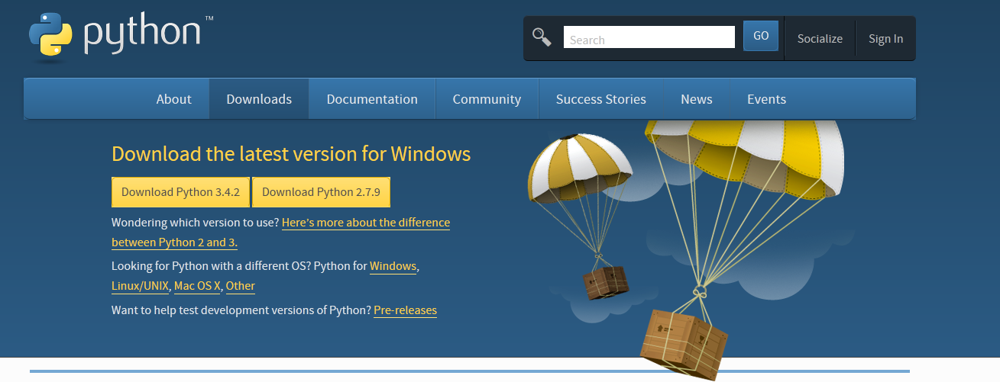 python™
Search
GO
Socialize
Sign In
About
Downloads
Documentation
Community
Success Stories
News
Events
Download the latest version for Windows
Download Python 3.4.2
Download Python 2.7.9
Wondering which version to use? Here's more about the difference
between Python 2 and 3.
Looking for Python with a different OS? Python for Windows,
Linux/UNIX, Mac OS X, Other
Want to help test development versions of Python? Pre-releases